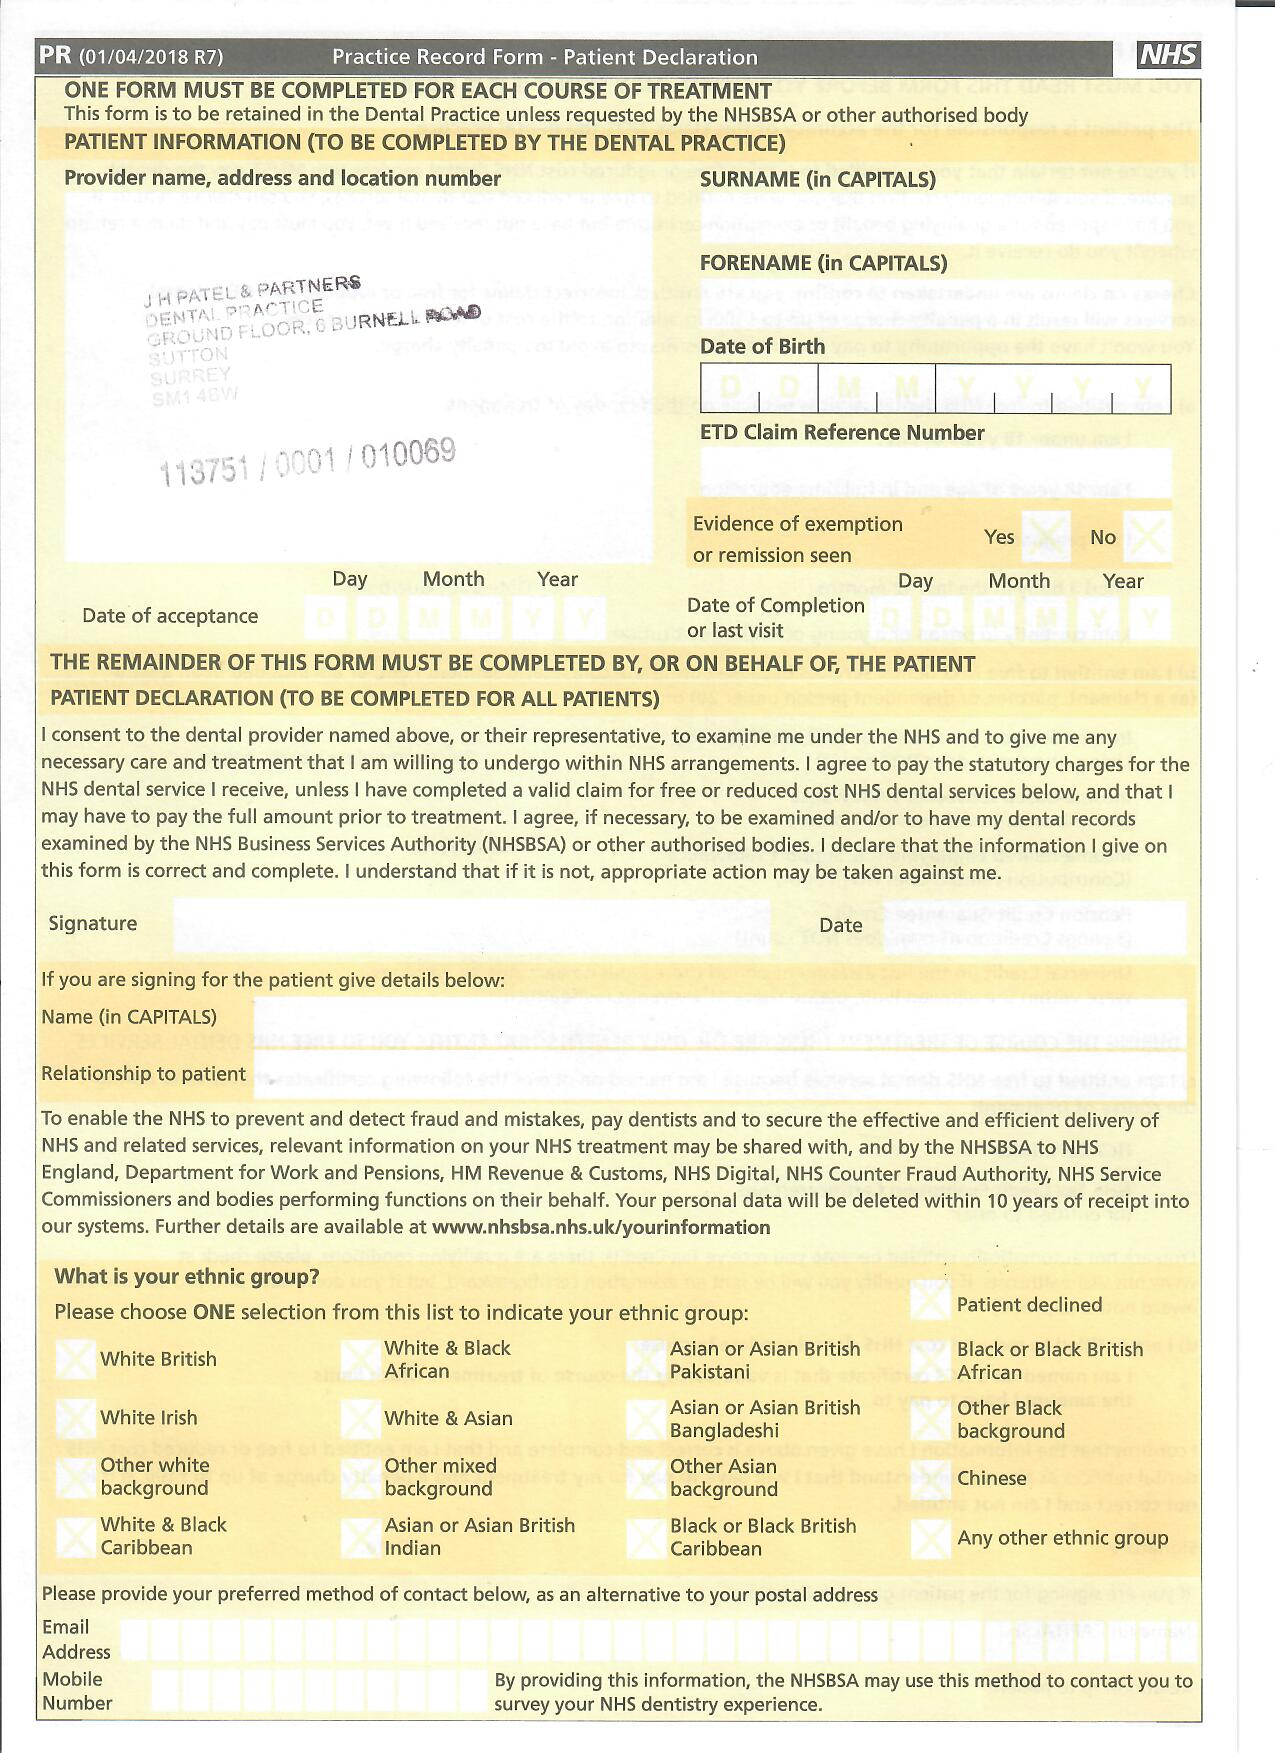 PR (01/04/2018 R7) Practice Record Form - Patient Declaration NHS
ONE FORM MUST BE COMPLETED FOR EACH COURSE OF TREATMENT
This form is to be retained in the Dental Practice unless requested by the NHSBSA or other authorised body
PATIENT INFORMATION (TO BE COMPLETED BY THE DENTAL PRACTICE)
Provider name, address and location number
J H PATEL & PARTNERS
DENTAL PRACTICE
GROUND FLOOR, 6 BURNELL ROAD
SUTTON
SURREY
SM1 4BW
113751 / 0001 / 010069
SURNAME (in CAPITALS)
FORENAME (in CAPITALS)
Date of Birth
D D M M Y Y Y Y
ETD Claim Reference Number
Evidence of exemption
or remission seen
Yes No
Day Month Year
Date of acceptance D D M M Y Y
Day Month Year
Date of Completion
or last visit
D D M M Y Y
THE REMAINDER OF THIS FORM MUST BE COMPLETED BY, OR ON BEHALF OF, THE PATIENT
PATIENT DECLARATION (TO BE COMPLETED FOR ALL PATIENTS)
I consent to the dental provider named above, or their representative, to examine me under the NHS and to give me any
necessary care and treatment that I am willing to undergo within NHS arrangements. I agree to pay the statutory charges for the
NHS dental service I receive, unless I have completed a valid claim for free or reduced cost NHS dental services below, and that I
may have to pay the full amount prior to treatment. I agree, if necessary, to be examined and/or to have my dental records
examined by the NHS Business Services Authority (NHSBSA) or other authorised bodies. I declare that the information I give on
this form is correct and complete. I understand that if it is not, appropriate action may be taken against me.
Signature Date
If you are signing for the patient give details below:
Name (in CAPITALS)
Relationship to patient
To enable the NHS to prevent and detect fraud and mistakes, pay dentists and to secure the effective and efficient delivery of
NHS and related services, relevant information on your NHS treatment may be shared with, and by the NHSBSA to NHS
England, Department for Work and Pensions, HM Revenue & Customs, NHS Digital, NHS Counter Fraud Authority, NHS Service
Commissioners and bodies performing functions on their behalf. Your personal data will be deleted within 10 years of receipt into
our systems. Further details are available at www.nhsbsa.nhs.uk/yourinformation
What is your ethnic group?
Please choose ONE selection from this list to indicate your ethnic group:
Patient declined
White British
White & Black
African
Asian or Asian British
Pakistani
Black or Black British
African
White Irish
White & Asian
Asian or Asian British
Bangladeshi
Other Black
background
Other white
background
Other mixed
background
Other Asian
background
Chinese
White & Black
Caribbean
Asian or Asian British
Indian
Black or Black British
Caribbean
Any other ethnic group
Please provide your preferred method of contact below, as an alternative to your postal address
Email
Address
Mobile
Number
By providing this information, the NHSBSA may use this method to contact you to
survey your NHS dentistry experience.